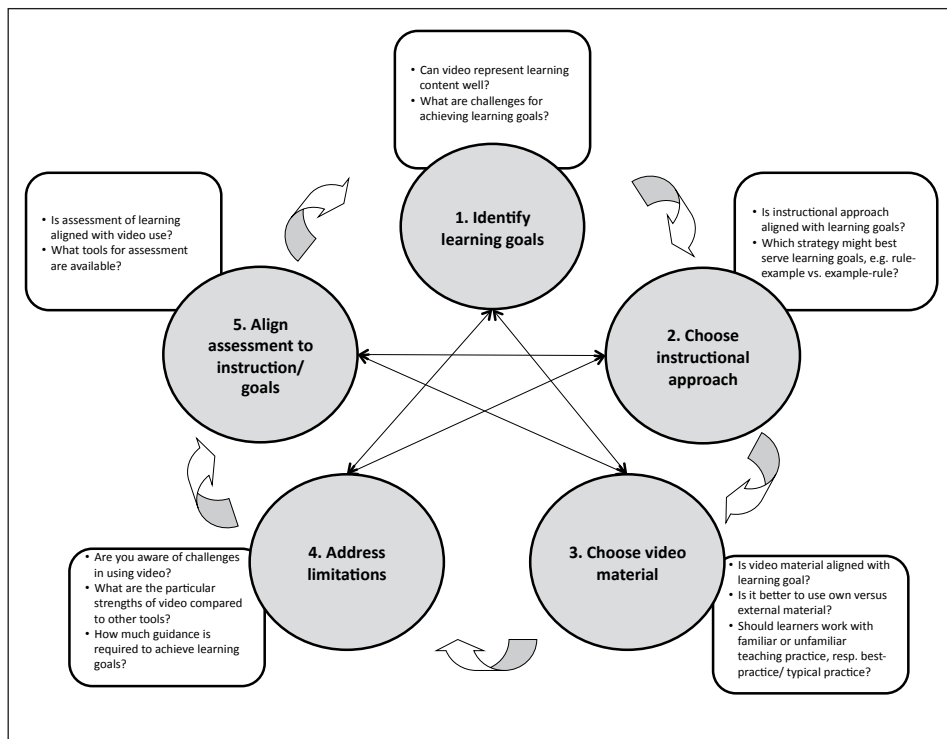 • Can video represent learning
content well?
• What are challenges for
achieving learning goals?
1. Identify
learning goals
• Is instructional approach
aligned with learning goals?
• Which strategy might best
serve learning goals, e.g. rule-
example vs. example-rule?
2. Choose
instructional
approach
• Is video material aligned with
learning goal?
• Is it better to use own versus
external material?
• Should learners work with
familiar or unfamiliar
teaching practice, resp. best-
practice/ typical practice?
3. Choose video
material
• Are you aware of challenges
in using video?
• What are the particular
strengths of video compared
to other tools?
• How much guidance is
required to achieve learning
goals?
4. Address
limitations
• Is assessment of learning
aligned with video use?
• What tools for assessment
are available?
5. Align
assessment to
instruction/
goals